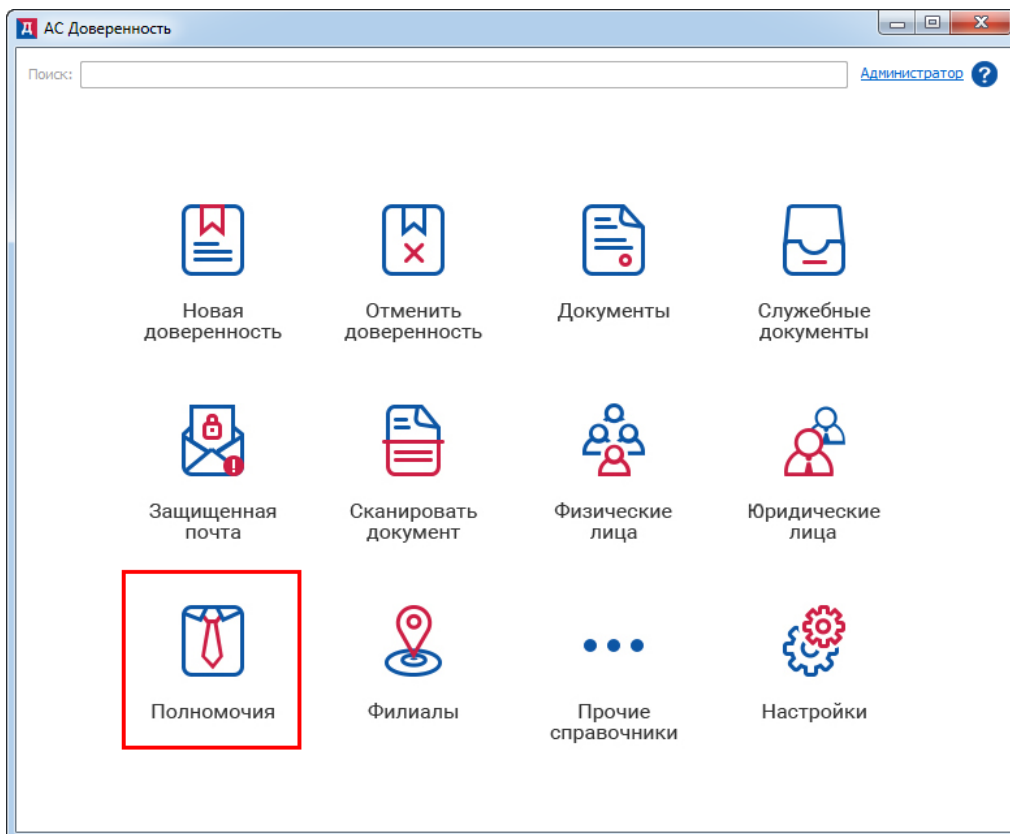 Д АС Доверенность
Поиск: Администратор ?
Новая
доверенность
Отменить
доверенность
Документы
Служебные
документы
Защищенная
почта
Сканировать
документ
Физические
лица
Юридические
лица
Полномочия
Филиалы
Прочие
справочники
Настройки